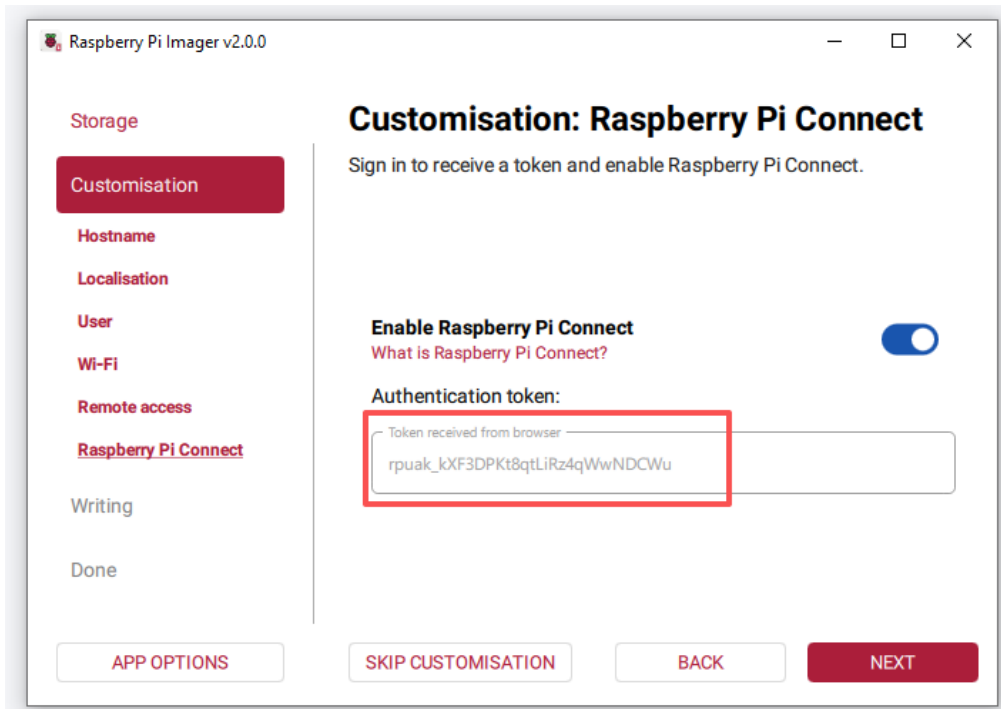 Raspberry Pi Imager v2.0.0
Storage
Customisation
Hostname
Localisation
User
Wi-Fi
Remote access
Raspberry Pi Connect
Writing
Done
APP OPTIONS
Customisation: Raspberry Pi Connect
Sign in to receive a token and enable Raspberry Pi Connect.
Enable Raspberry Pi Connect
What is Raspberry Pi Connect?
Authentication token:
Token received from browser
rpuak_kXF3DPKt8qtLiRz4qWwNDCWu
SKIP CUSTOMISATION
BACK
NEXT